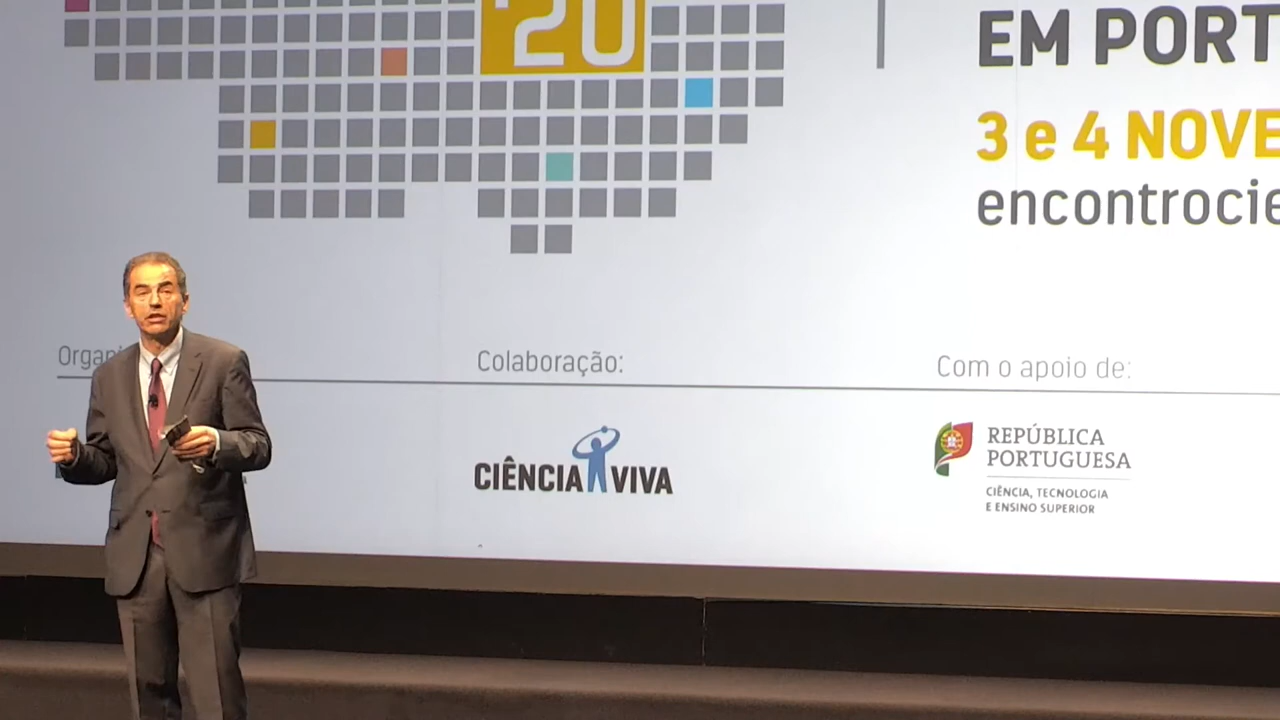 '20
EM PORT
3 e 4 NOVE
encontrocie
Organi
Colaboração:
Com o apoio de:
CIÊNCIA VIVA
REPÚBLICA
PORTUGUESA
CIÊNCIA, TECNOLOGIA
E ENSINO SUPERIOR